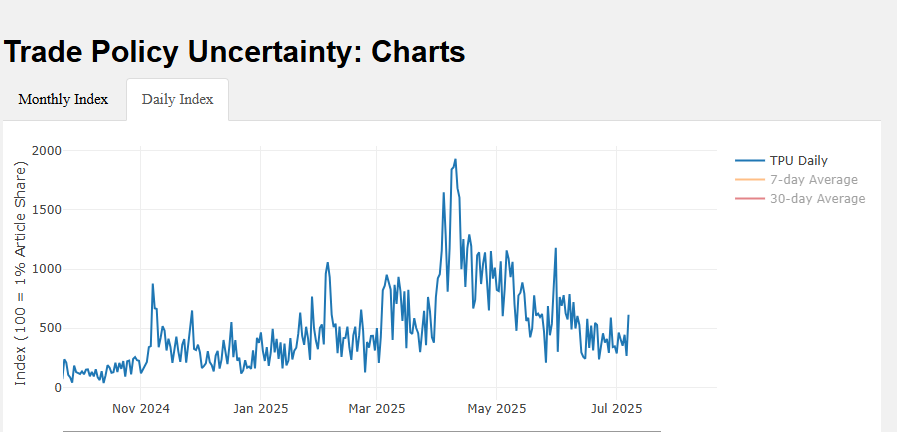 Trade Policy Uncertainty: Charts
Monthly Index
Daily Index
Index ( 100 = 1% Article Share)
2000
1500
1000
500
0
Nov 2024
Jan 2025
Mar 2025
May 2025
Jul 2025
TPU Daily
7-day Average
30-day Average